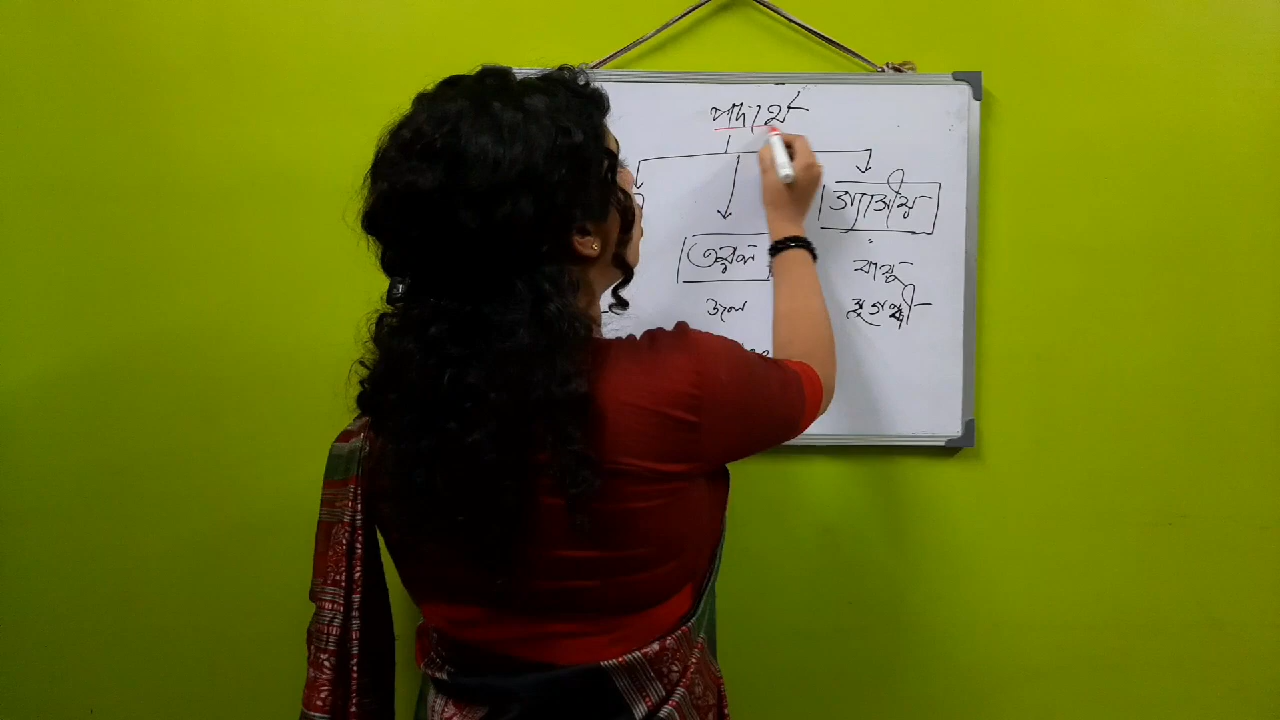 পদার্থ
গ্যাসীয়
তরল
বায়ু
জল
সুগন্ধী